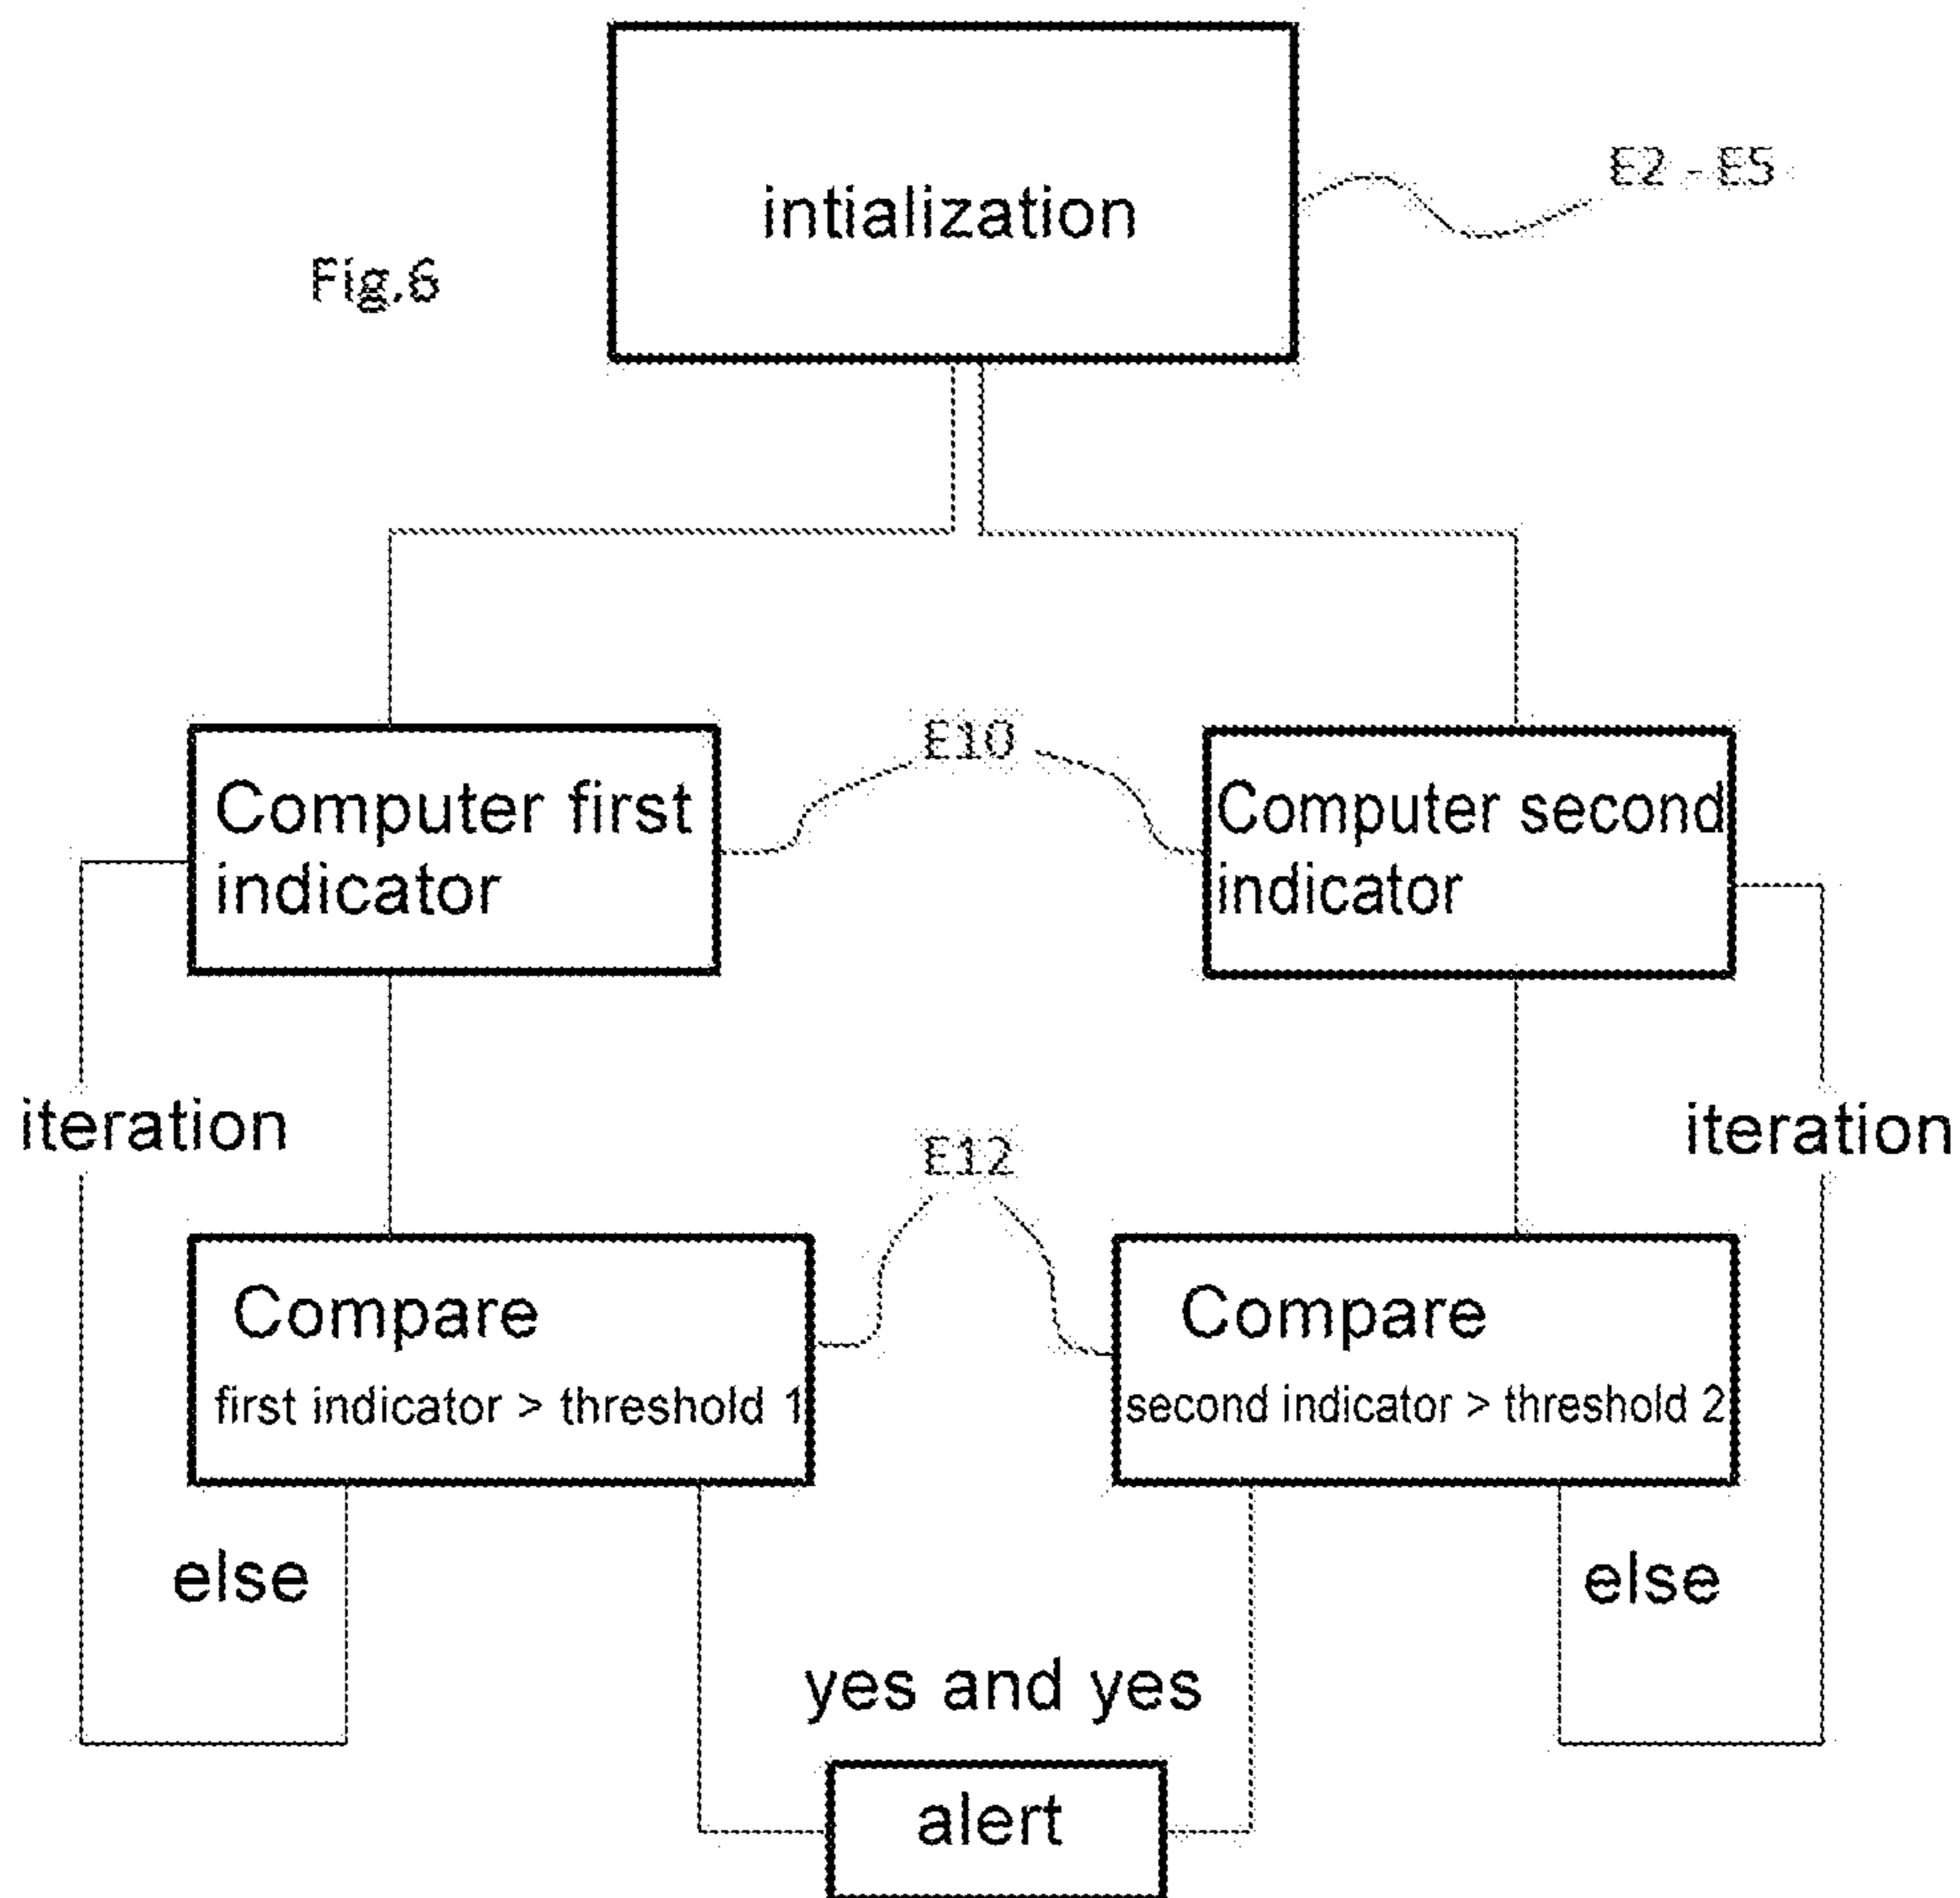 intialization
E2 - E5
Fig.6
Computer first
indicator
E10
Computer second
indicator
iteration
E12
iteration
Compare
first indicator > threshold 1
Compare
second indicator > threshold 2
else
else
yes and yes
alert